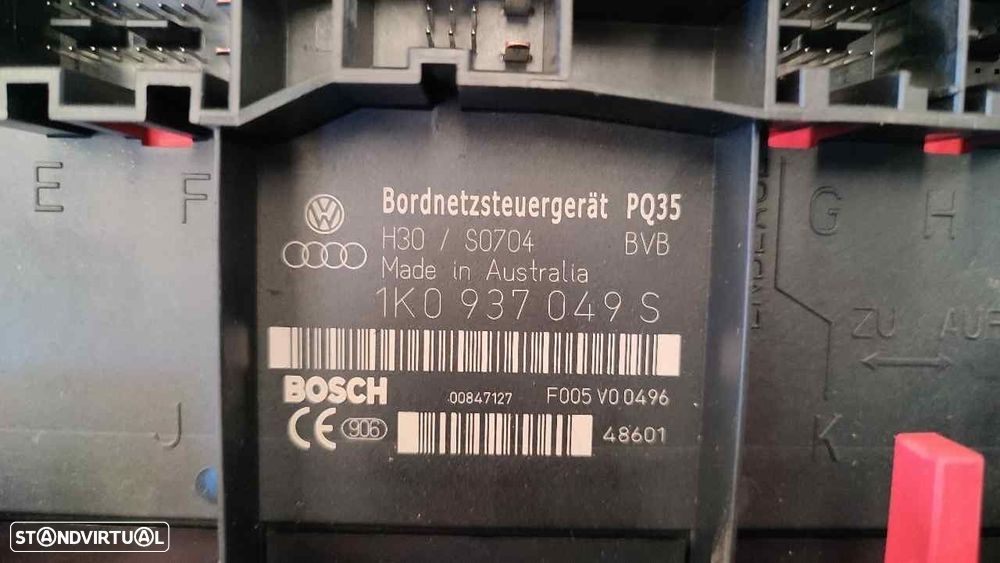 E F G H
Bordnetzsteuergerät PQ35
H30 / S0704 BVB
Made in Australia
1K0 937 049 S
ZU AUF
BOSCH 00847127 F005 V0 0496
CE 906 48601
J K
STANDVIRTUAL